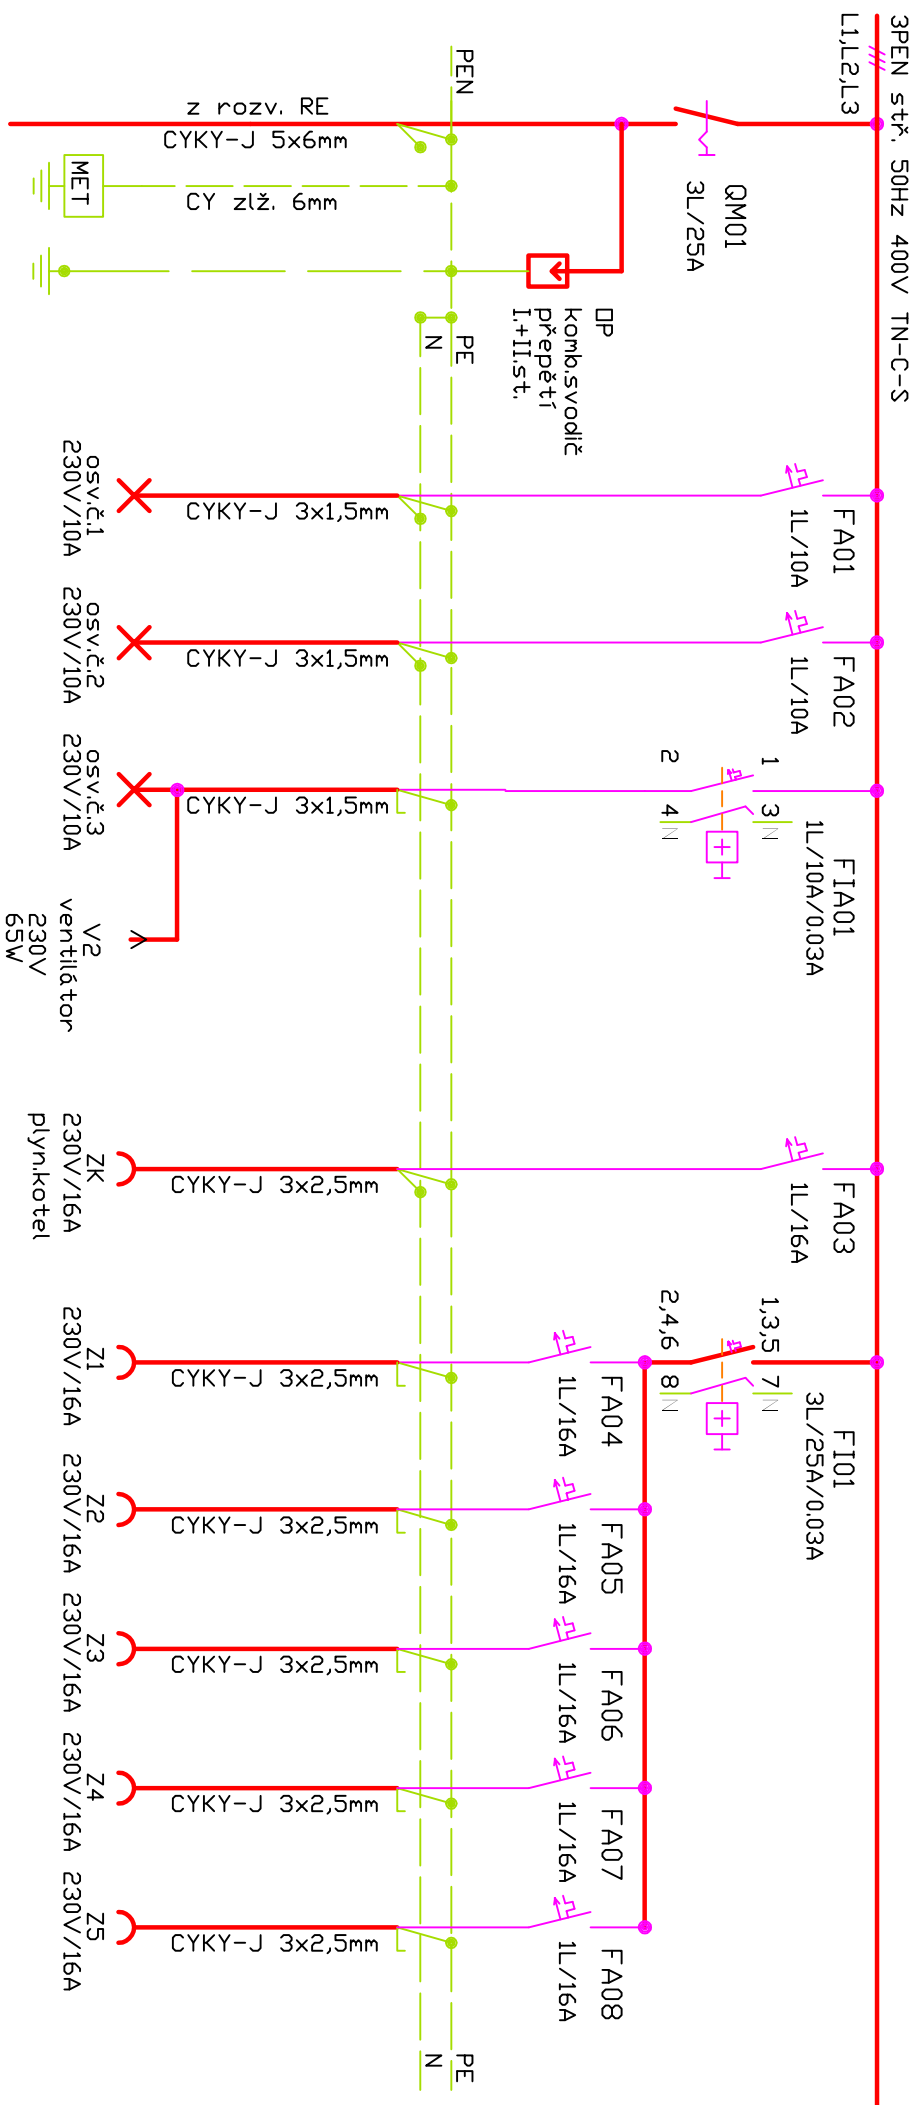 3PEN stř. 50Hz 400V TN-C-S
L1,L2,L3
QM01
3L/25A
PEN
z rozv. RE
CYKY-J 5x6mm
MET
CY zlž. 6mm
OP
komb.svodič
přepětí
I.+II.st.
PE
N
FA01
1L/10A
CYKY-J 3x1,5mm
osv.č.1
230V/10A
FA02
1L/10A
CYKY-J 3x1,5mm
osv.č.2
230V/10A
FIA01
1L/10A/0.03A
1
3
N
2
4
N
CYKY-J 3x1,5mm
osv.č.3
230V/10A
V2
ventilátor
230V
65W
FA03
1L/16A
CYKY-J 3x2,5mm
ZK
230V/16A
plyn.kotel
FI01
3L/25A/0.03A
1,3,5
7
N
2,4,6
8
N
FA04
1L/16A
CYKY-J 3x2,5mm
Z1
230V/16A
FA05
1L/16A
CYKY-J 3x2,5mm
Z2
230V/16A
FA06
1L/16A
CYKY-J 3x2,5mm
Z3
230V/16A
FA07
1L/16A
CYKY-J 3x2,5mm
Z4
230V/16A
FA08
1L/16A
CYKY-J 3x2,5mm
Z5
230V/16A
PE
N